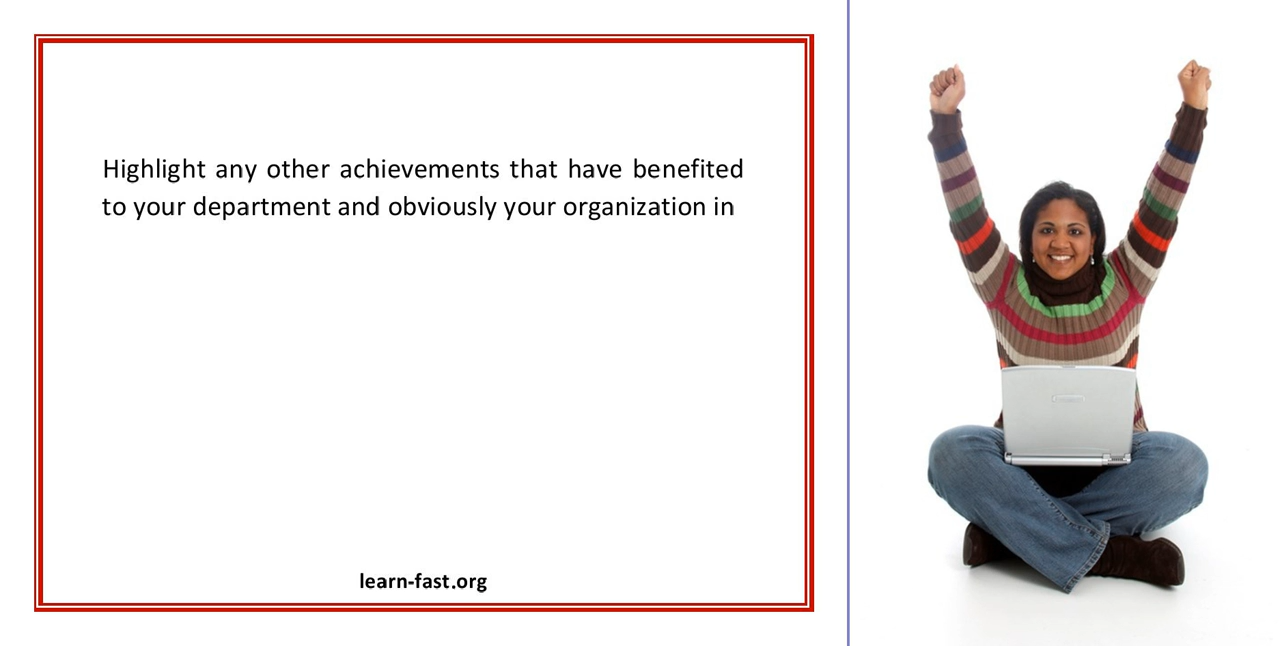 Highlight any other achievements that have benefited
to your department and obviously your organization in
learn-fast.org